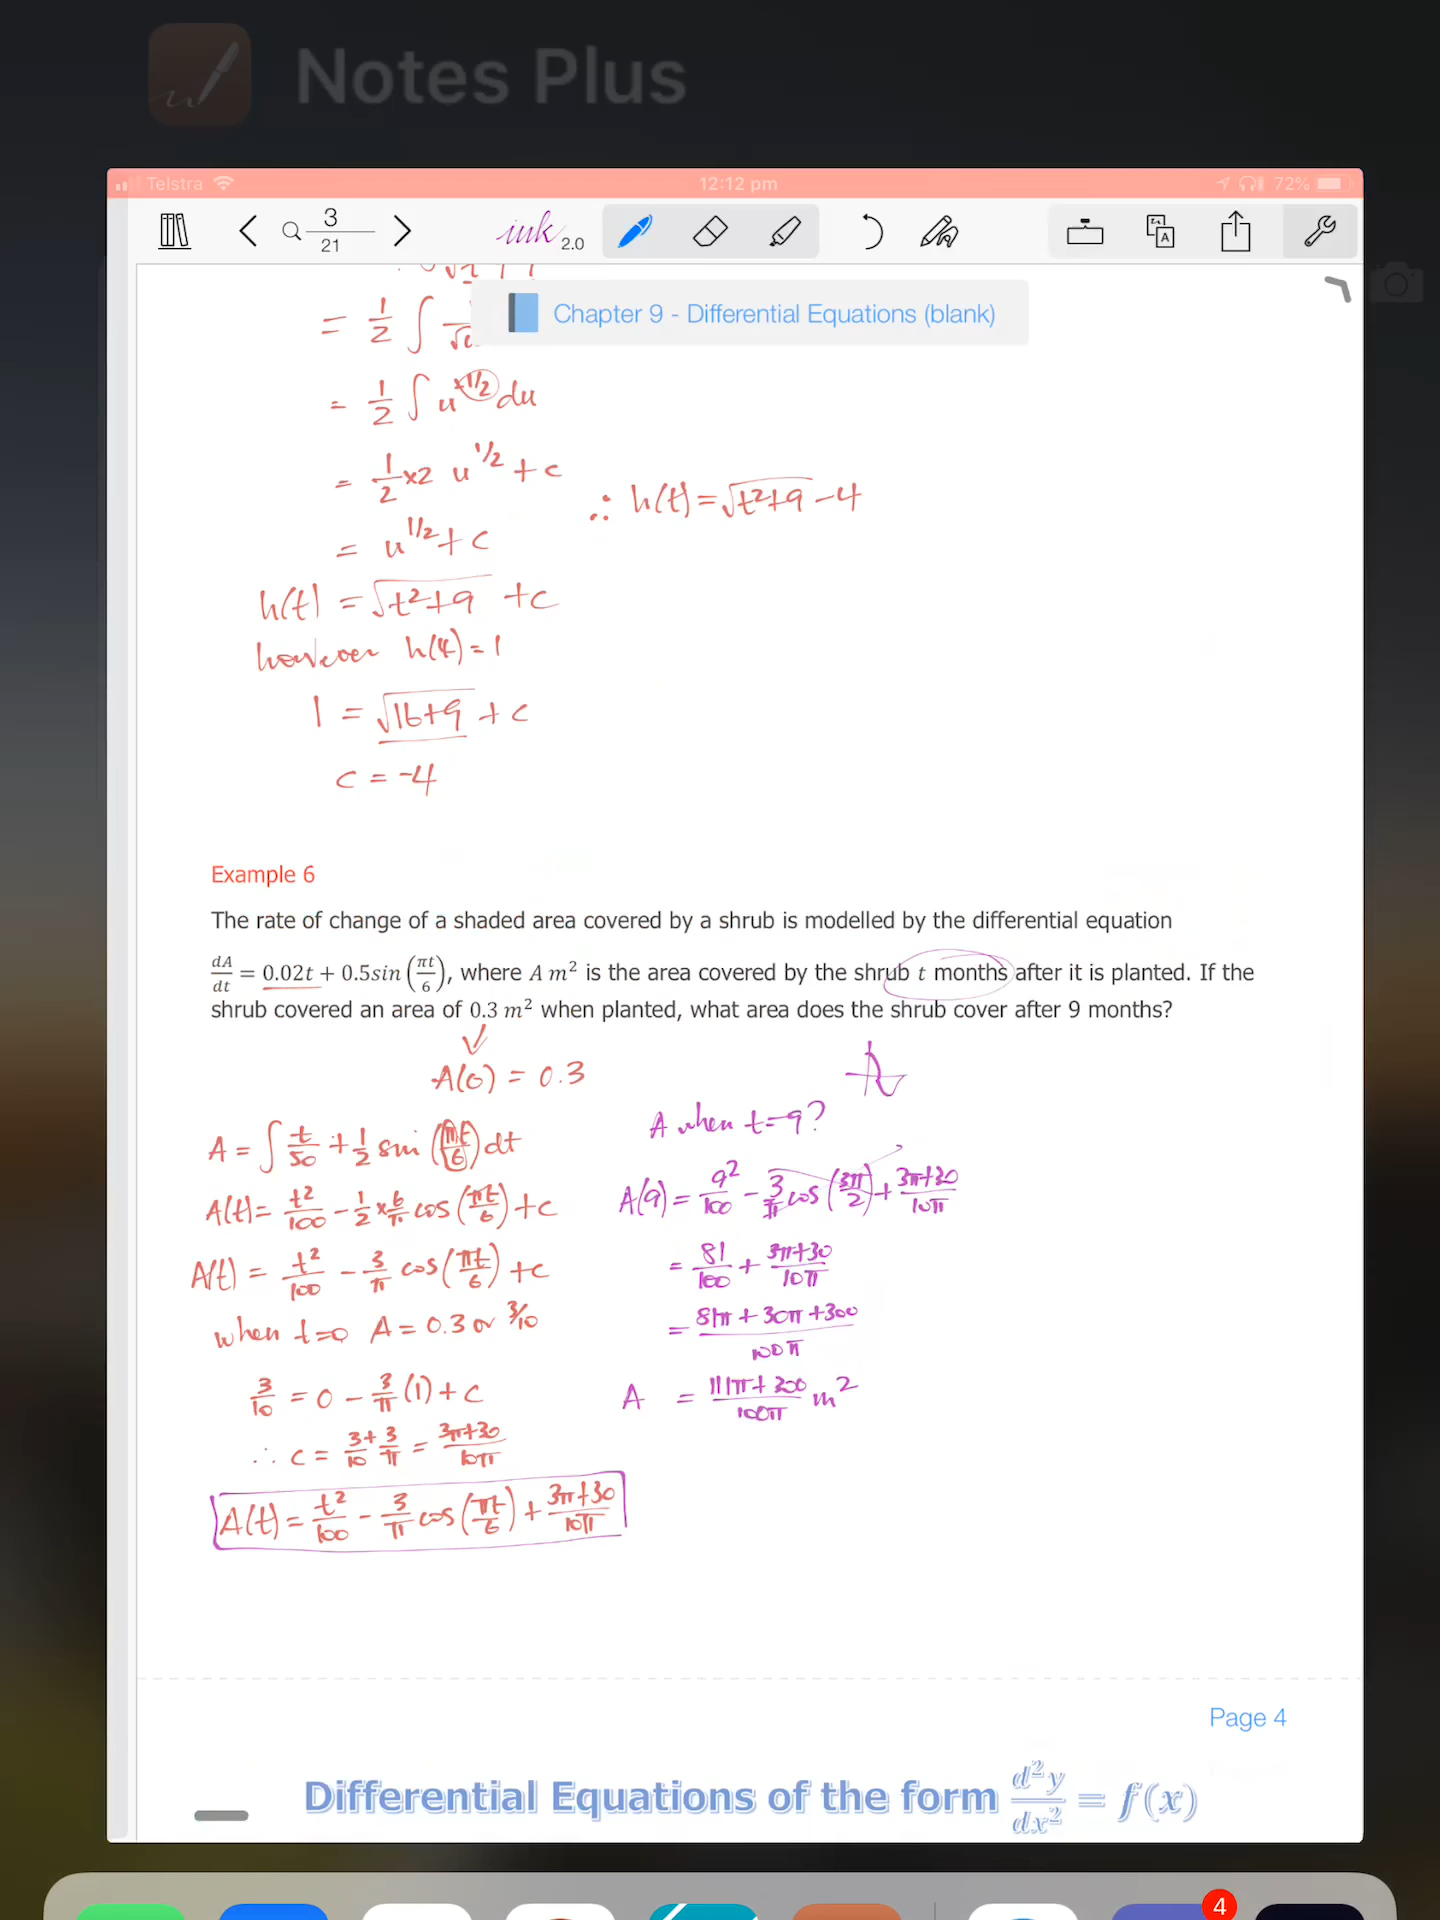 Notes Plus
Telstra 12:12 pm 72%
3
21
ink 2.0
Chapter 9 - Differential Equations (blank)
= 1/2 ∫
= 1/2 ∫ u^(+1/2) du
= 1/2 ×2 u^(1/2) + c
= u^(1/2) + c
∴ h(t) = √(t²+9) - 4
h(t) = √(t²+9) + c
however h(4) = 1
1 = √(16+9) + c
c = -4
Example 6
The rate of change of a shaded area covered by a shrub is modelled by the differential equation
dA/dt = 0.02t + 0.5sin(πt/6), where A m² is the area covered by the shrub t months after it is planted. If the
shrub covered an area of 0.3 m² when planted, what area does the shrub cover after 9 months?
A(0) = 0.3
A = ∫ t/50 + 1/2 sin(πt/6) dt
A(t) = t²/100 - 1/2 × 6/π cos(πt/6) + c
A(t) = t²/100 - 3/π cos(πt/6) + c
when t=0 A = 0.3 or 3/10
3/10 = 0 - 3/π (1) + c
∴ c = 3/10 + 3/π = (3π+30)/10π
A(t) = t²/100 - 3/π cos(πt/6) + (3π+30)/10π
A when t=9?
A(9) = 9²/100 - 3/π cos(3π/2) + (3π+30)/10π
= 81/100 + (3π+30)/10π
= (81π + 30π + 300)/100π
A = (111π + 300)/100π m²
Page 4
Differential Equations of the form d²y/dx² = f(x)
4